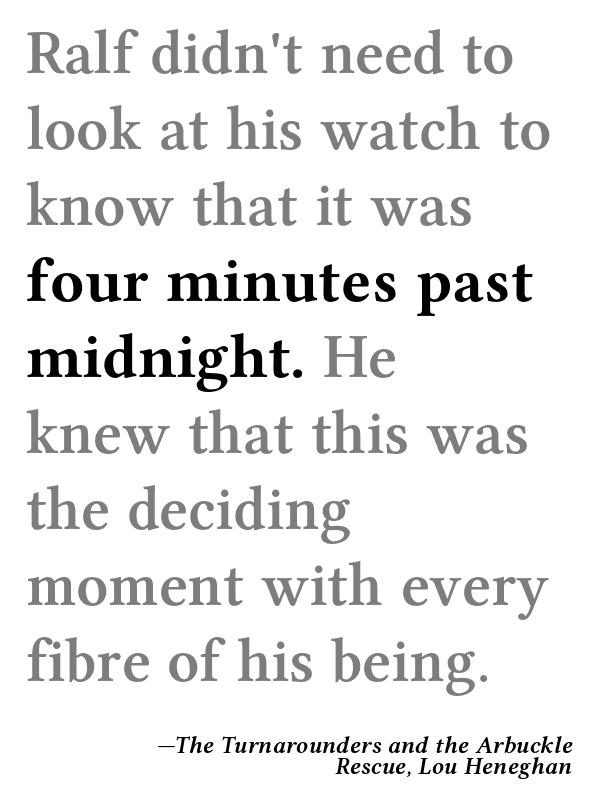 Ralf didn't need to
look at his watch to
know that it was
four minutes past
midnight. He
knew that this was
the deciding
moment with every
fibre of his being.
—The Turnarounders and the Arbuckle
Rescue, Lou Heneghan